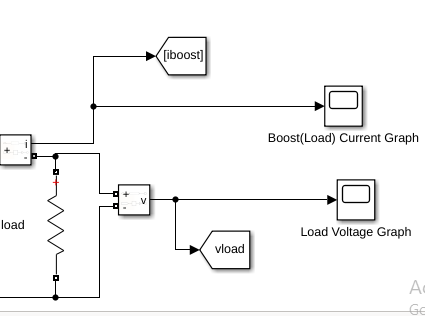 [iboost]
Boost(Load) Current Graph
i
+
-
+
+
-
v
load
Load Voltage Graph
vload